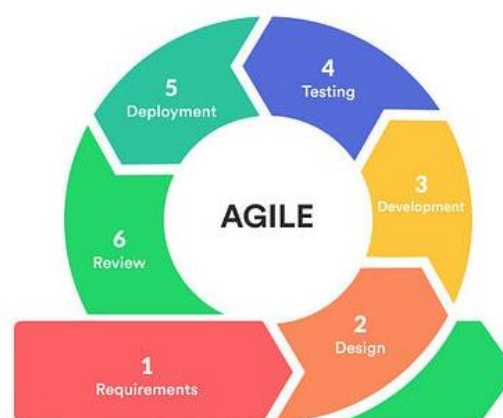 AGILE
1
Requirements
2
Design
3
Development
4
Testing
5
Deployment
6
Review